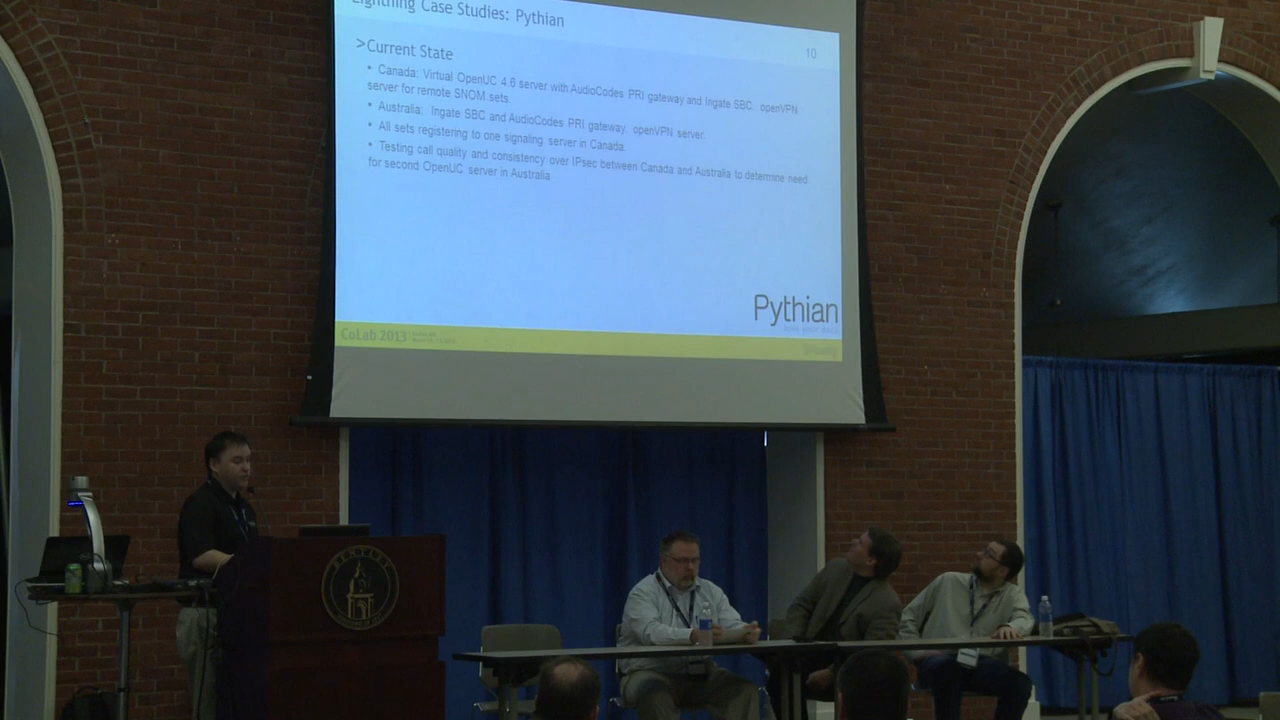 Lightning Case Studies: Pythian
10
>Current State
• Canada: Virtual OpenUC 4.6 server with AudioCodes PRI gateway and Ingate SBC. openVPN
server for remote SNOM sets.
• Australia: Ingate SBC and AudioCodes PRI gateway. openVPN server.
• All sets registering to one signaling server in Canada.
• Testing call quality and consistency over IPsec between Canada and Australia to determine need
for second OpenUC server in Australia
Pythian
CoLab 2013
BENTLEY